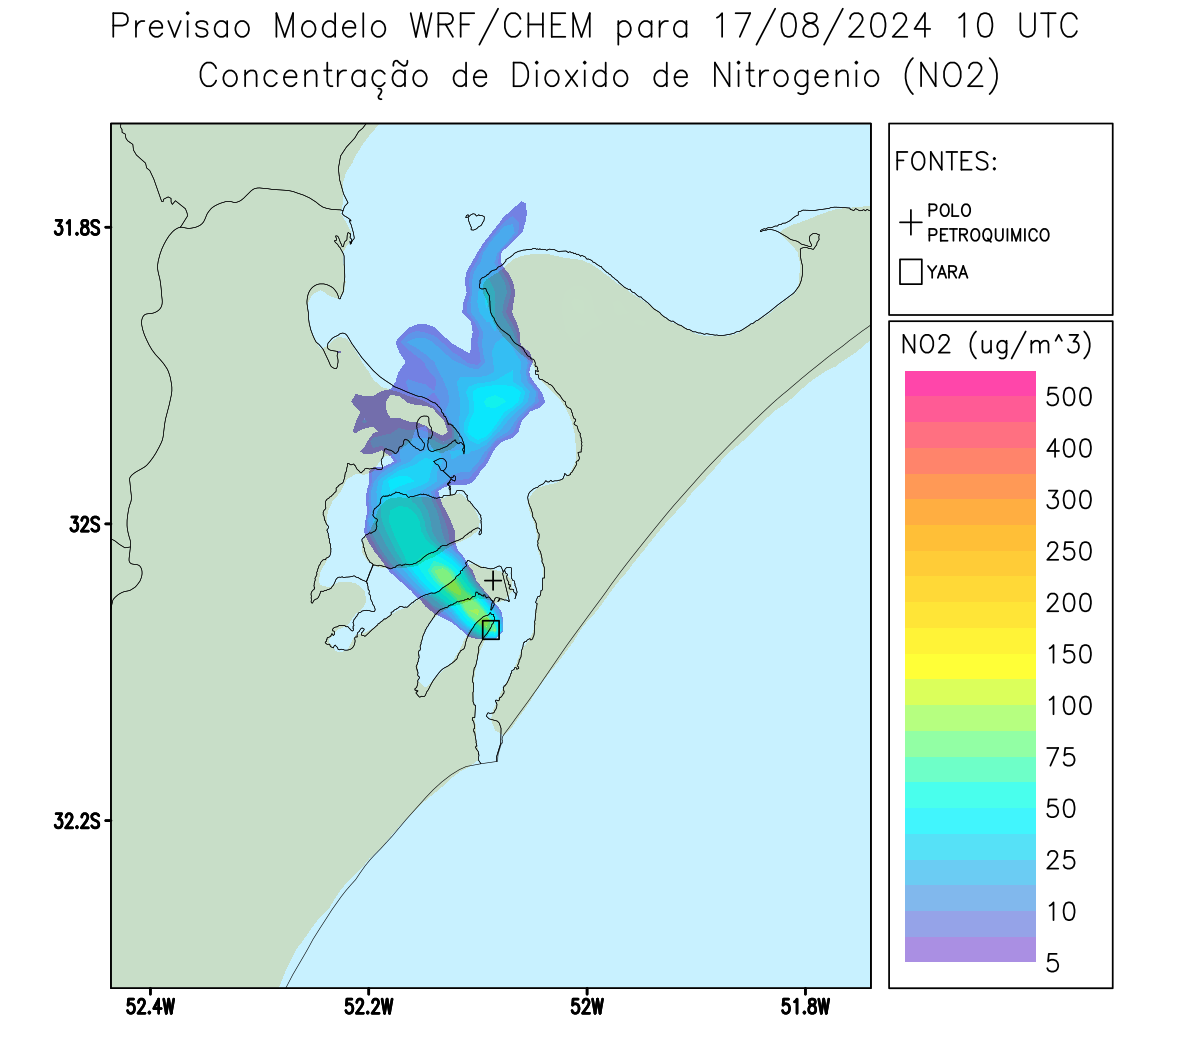 Previsao Modelo WRF/CHEM para 17/08/2024 10 UTC
Concentração de Dioxido de Nitrogenio (NO2)
FONTES:
POLO
PETROQUIMICO
YARA
NO2 (ug/m^3)
500
400
300
250
200
150
100
75
50
25
10
5
31.8S
32S
32.2S
52.4W
52.2W
52W
51.8W